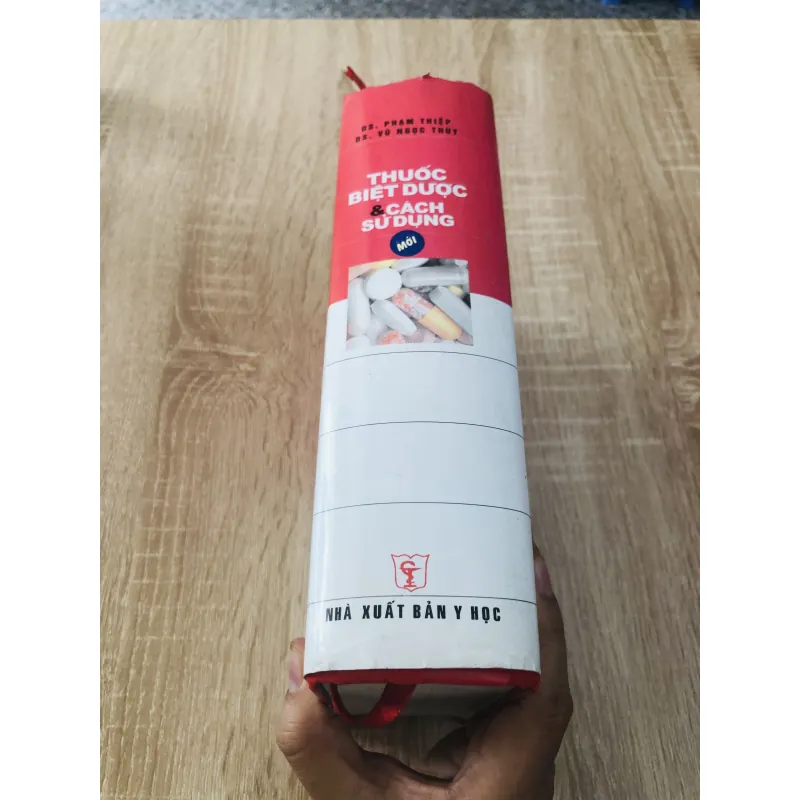 DS. PHẠM THIỆP
DS. VŨ NGỌC THÚY
THUỐC
BIỆT DƯỢC
& CÁCH
SỬ DỤNG
MỚI
NHÀ XUẤT BẢN Y HỌC